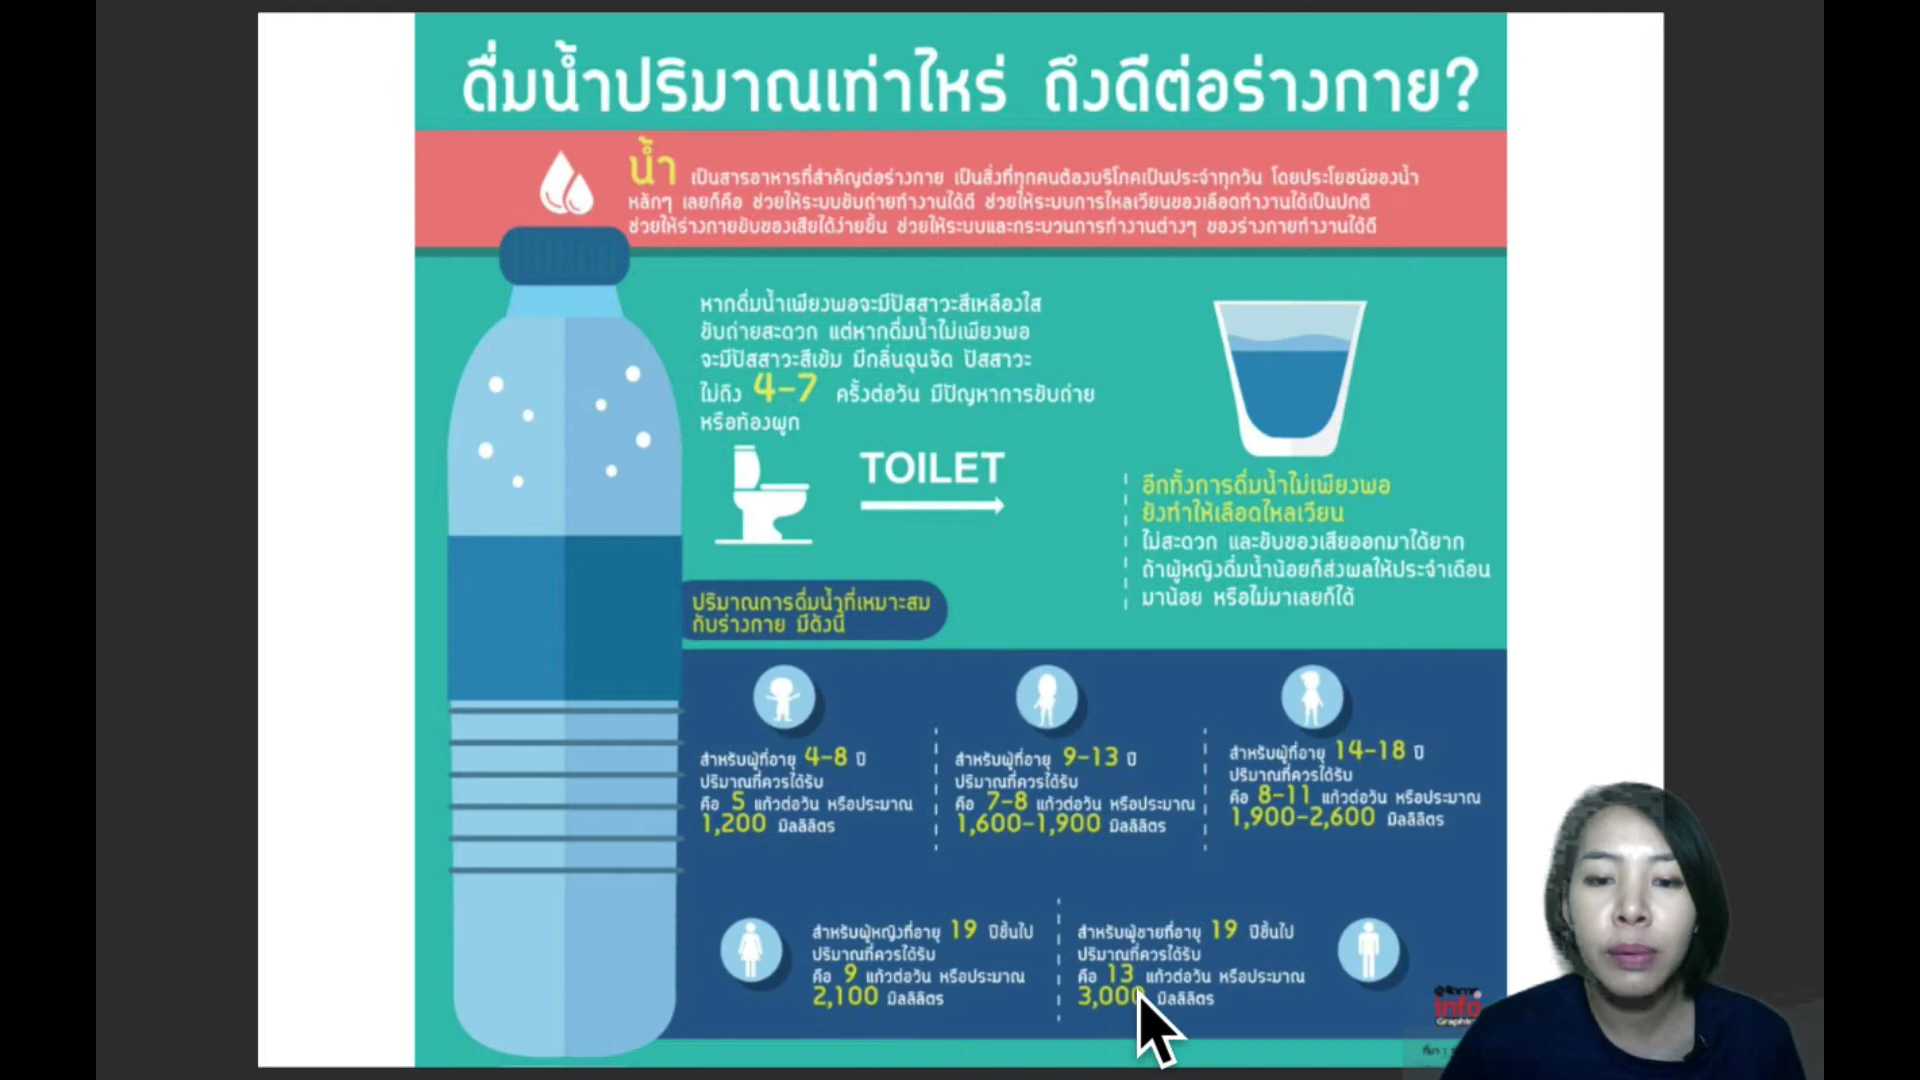 ดื่มน้ำปริมาณเท่าไหร่ ถึงดีต่อร่างกาย?
น้ำ เป็นสารอาหารที่สำคัญต่อร่างกาย เป็นสิ่งที่ทุกคนต้องบริโภคเป็นประจำทุกวัน โดยประโยชน์ของน้ำ
หลักๆ เลยก็คือ ช่วยให้ระบบขับถ่ายทำงานได้ดี ช่วยให้ระบบการไหลเวียนของเลือดทำงานได้เป็นปกติ
ช่วยให้ร่างกายขับของเสียได้ง่ายขึ้น ช่วยให้ระบบและกระบวนการทำงานต่างๆ ของร่างกายทำงานได้ดี
หากดื่มน้ำเพียงพอจะมีปัสสาวะสีเหลืองใส
ขับถ่ายสะดวก แต่หากดื่มน้ำไม่เพียงพอ
จะมีปัสสาวะสีเข้ม มีกลิ่นฉุนจัด ปัสสาวะ
ไม่ถึง 4-7 ครั้งต่อวัน มีปัญหาการขับถ่าย
หรือท้องผูก
TOILET
อีกทั้งการดื่มน้ำไม่เพียงพอ
ยังทำให้เลือดไหลเวียน
ไม่สะดวก และขับของเสียออกมาได้ยาก
ถ้าผู้หญิงดื่มน้ำน้อยก็ส่งผลให้ประจำเดือน
มาน้อย หรือไม่มาเลยก็ได้
ปริมาณการดื่มน้ำที่เหมาะสม
กับร่างกาย มีดังนี้
สำหรับผู้ที่อายุ 4-8 ปี
ปริมาณที่ควรได้รับ
คือ 5 แก้วต่อวัน หรือประมาณ
1,200 มิลลิลิตร
สำหรับผู้ที่อายุ 9-13 ปี
ปริมาณที่ควรได้รับ
คือ 7-8 แก้วต่อวัน หรือประมาณ
1,600-1,900 มิลลิลิตร
สำหรับผู้ที่อายุ 14-18 ปี
ปริมาณที่ควรได้รับ
คือ 8-11 แก้วต่อวัน หรือประมาณ
1,900-2,600 มิลลิลิตร
สำหรับผู้หญิงที่อายุ 19 ปีขึ้นไป
ปริมาณที่ควรได้รับ
คือ 9 แก้วต่อวัน หรือประมาณ
2,100 มิลลิลิตร
สำหรับผู้ชายที่อายุ 19 ปีขึ้นไป
ปริมาณที่ควรได้รับ
คือ 13 แก้วต่อวัน หรือประมาณ
3,000 มิลลิลิตร
info
ที่มา :